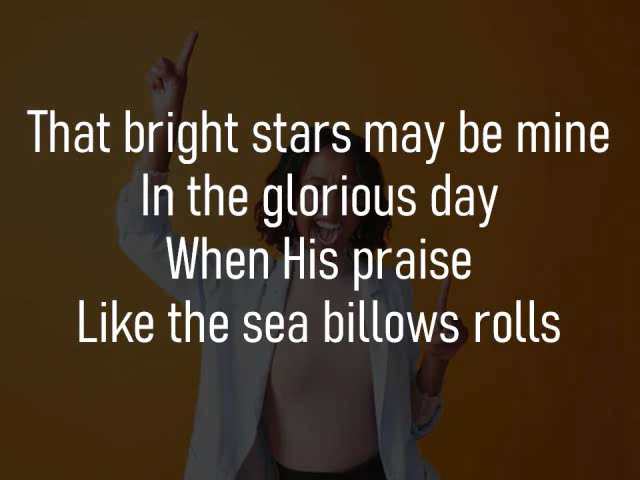 That bright stars may be mine
In the glorious day
When His praise
Like the sea billows rolls